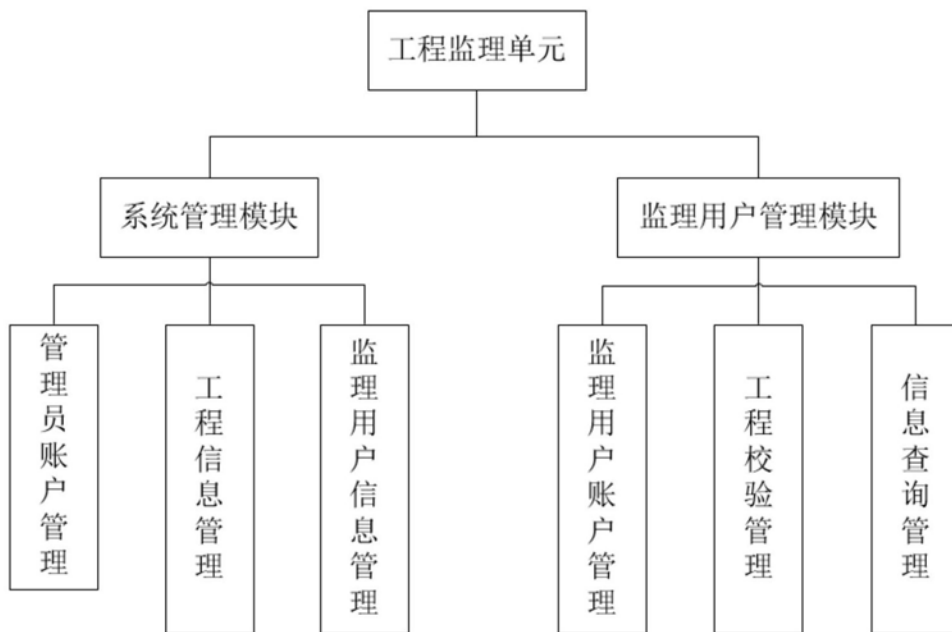 工程监理单元
系统管理模块
监理用户管理模块
管理员账户管理
工程信息管理
监理用户信息管理
监理用户账户管理
工程校验管理
信息查询管理